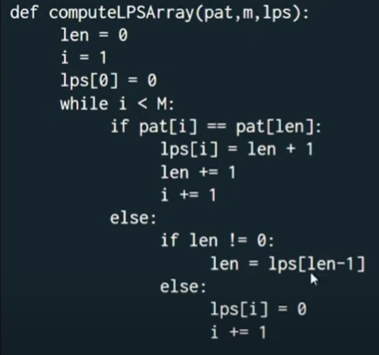 def computeLPSArray(pat,m,lps):
    len = 0
    i = 1
    lps[0] = 0
    while i < M:
        if pat[i] == pat[len]:
            lps[i] = len + 1
            len += 1
            i += 1
        else:
            if len != 0:
                len = lps[len-1]
            else:
                lps[i] = 0
                i += 1